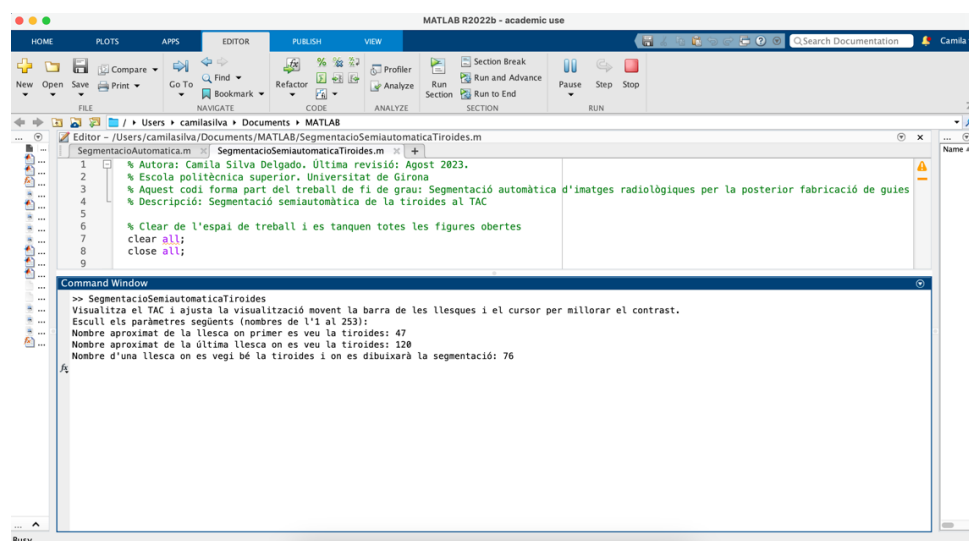 MATLAB R2022b - academic use
HOME PLOTS APPS EDITOR PUBLISH VIEW Search Documentation Camila
New Open Save Compare Print Go To Find Bookmark Refactor Profiler Analyze Run Section Section Break Run and Advance Run to End Pause Step Stop
FILE NAVIGATE CODE ANALYZE SECTION RUN
/ Users camilasilva Documents MATLAB
Editor - /Users/camilasilva/Documents/MATLAB/SegmentacioSemiautomaticaTiroides.m
Name
SegmentacioAutomatica.m SegmentacioSemiautomaticaTiroides.m +
1 % Autora: Camila Silva Delgado. Última revisió: Agost 2023.
2 % Escola politècnica superior. Universitat de Girona
3 % Aquest codi forma part del treball de fi de grau: Segmentació automàtica d'imatges radiològiques per la posterior fabricació de guies
4 % Descripció: Segmentació semiautomàtica de la tiroides al TAC
5
6 % Clear de l'espai de treball i es tanquen totes les figures obertes
7 clear all;
8 close all;
9
Command Window
>> SegmentacioSemiautomaticaTiroides
Visualitza el TAC i ajusta la visualització movent la barra de les llesques i el cursor per millorar el contrast.
Escull els paràmetres següents (nombres de l'1 al 253):
Nombre aproximat de la llesca on primer es veu la tiroides: 47
Nombre aproximat de la última llesca on es veu la tiroides: 120
Nombre d'una llesca on es vegi bé la tiroides i on es dibuixarà la segmentació: 76
fx
Busy